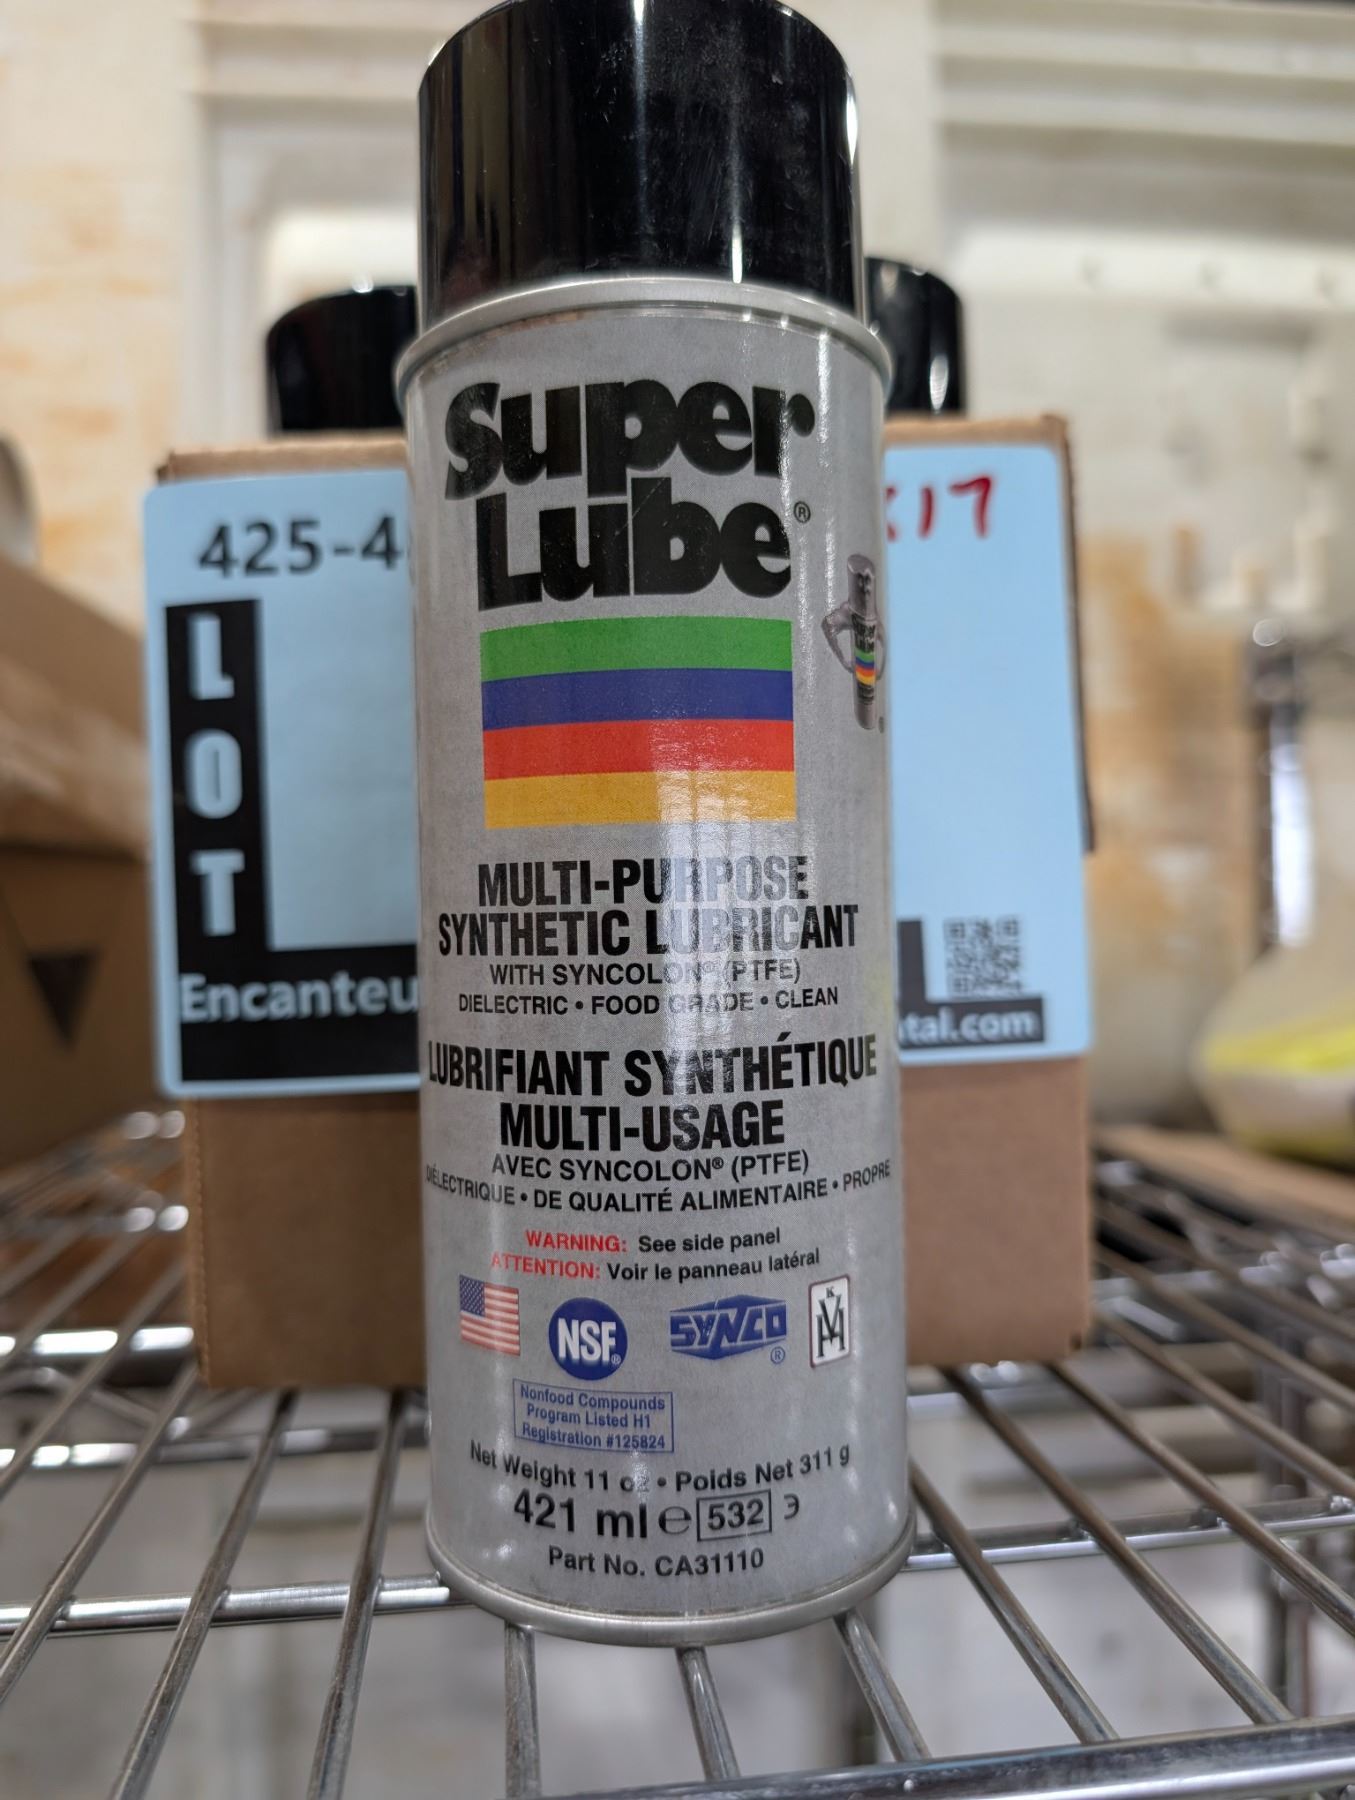 Super
Lube®
MULTI-PURPOSE
SYNTHETIC LUBRICANT
WITH SYNCOLON® (PTFE)
DIELECTRIC • FOOD GRADE • CLEAN
LUBRIFIANT SYNTHÉTIQUE
MULTI-USAGE
AVEC SYNCOLON® (PTFE)
DIÉLECTRIQUE • DE QUALITÉ ALIMENTAIRE • PROPRE
WARNING: See side panel
ATTENTION: Voir le panneau latéral
NSF®
SYNCO®
K
Nonfood Compounds
Program Listed H1
Registration #125824
Net Weight 11 oz • Poids Net 311 g
421 ml ℮ 532 3
Part No. CA31110
425-4
17
LOT
Encanteu
tal.com